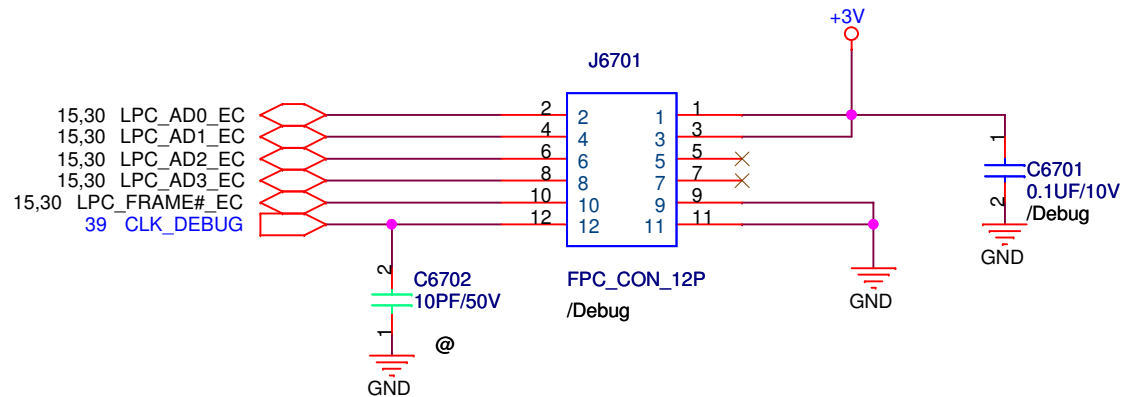 +3V
J6701
15,30 LPC_AD0_EC 2 2 1 1
15,30 LPC_AD1_EC 4 4 3 3
15,30 LPC_AD2_EC 6 6 5 5
15,30 LPC_AD3_EC 8 8 7 7
15,30 LPC_FRAME#_EC 10 10 9 9
39 CLK_DEBUG 12 12 11 11
1
C6701
0.1UF/10V
2
/Debug
GND
2
C6702
10PF/50V
1
@
GND
FPC_CON_12P
/Debug
GND